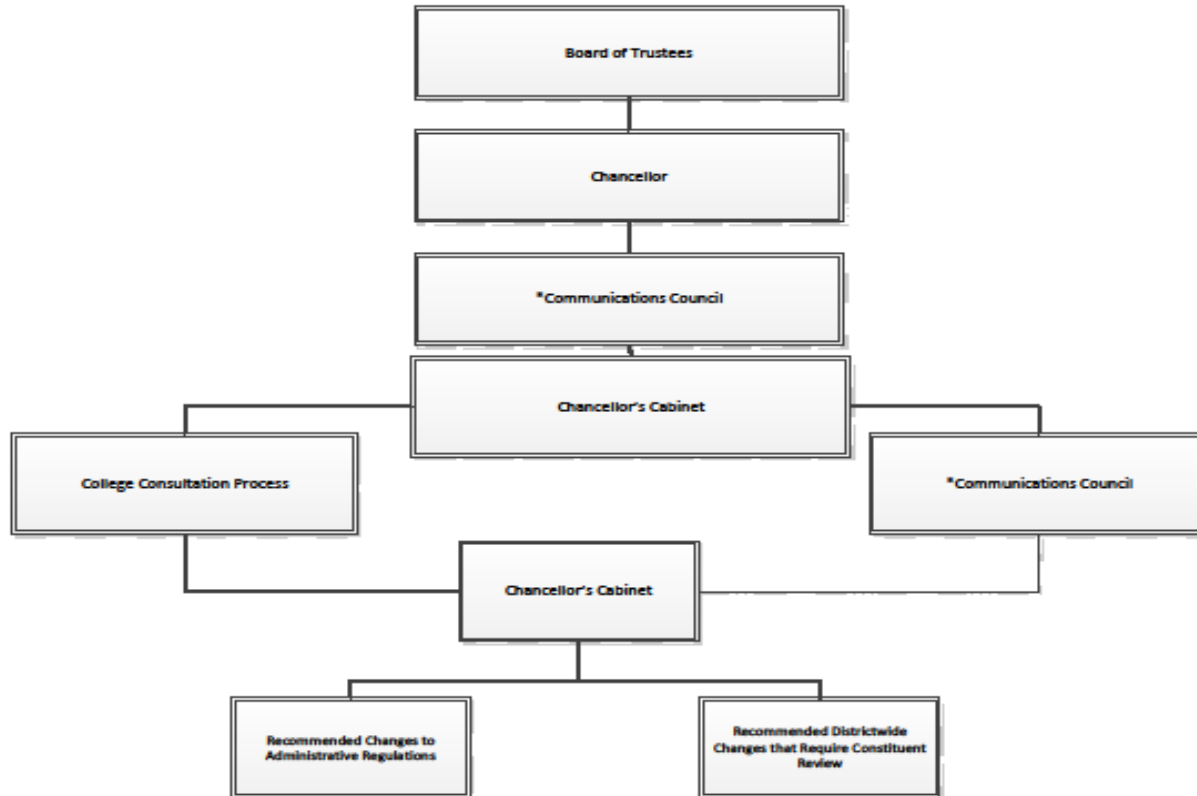 Board of Trustees
Chancellor
*Communications Council
Chancellor's Cabinet
College Consultation Process
*Communications Council
Chancellor's Cabinet
Recommended Changes to
Administrative Regulations
Recommended Districtwide
Changes that Require Constituent
Review